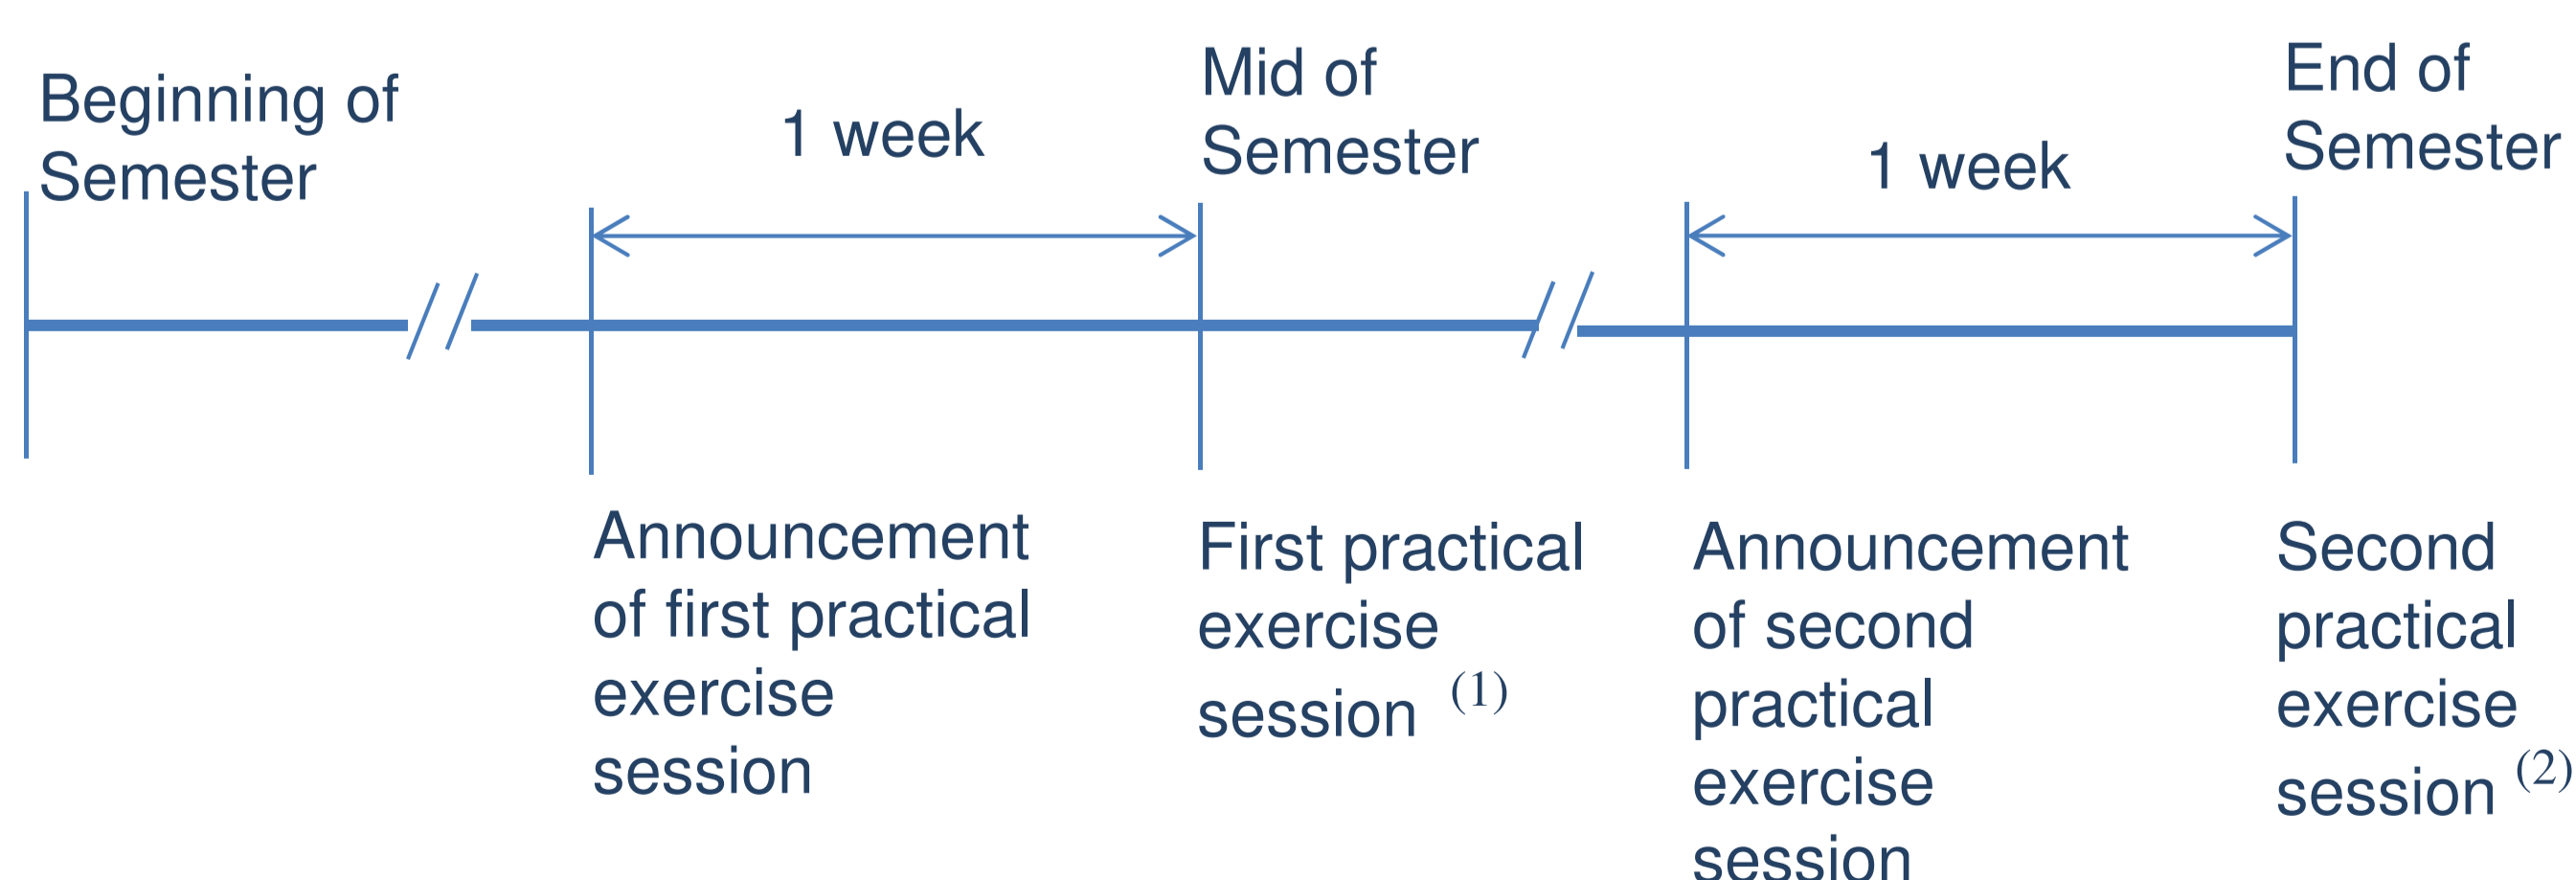 Beginning of
Semester
1 week
Mid of
Semester
1 week
End of
Semester
Announcement
of first practical
exercise
session
First practical
exercise
session (1)
Announcement
of second
practical
exercise
session
Second
practical
exercise
session (2)